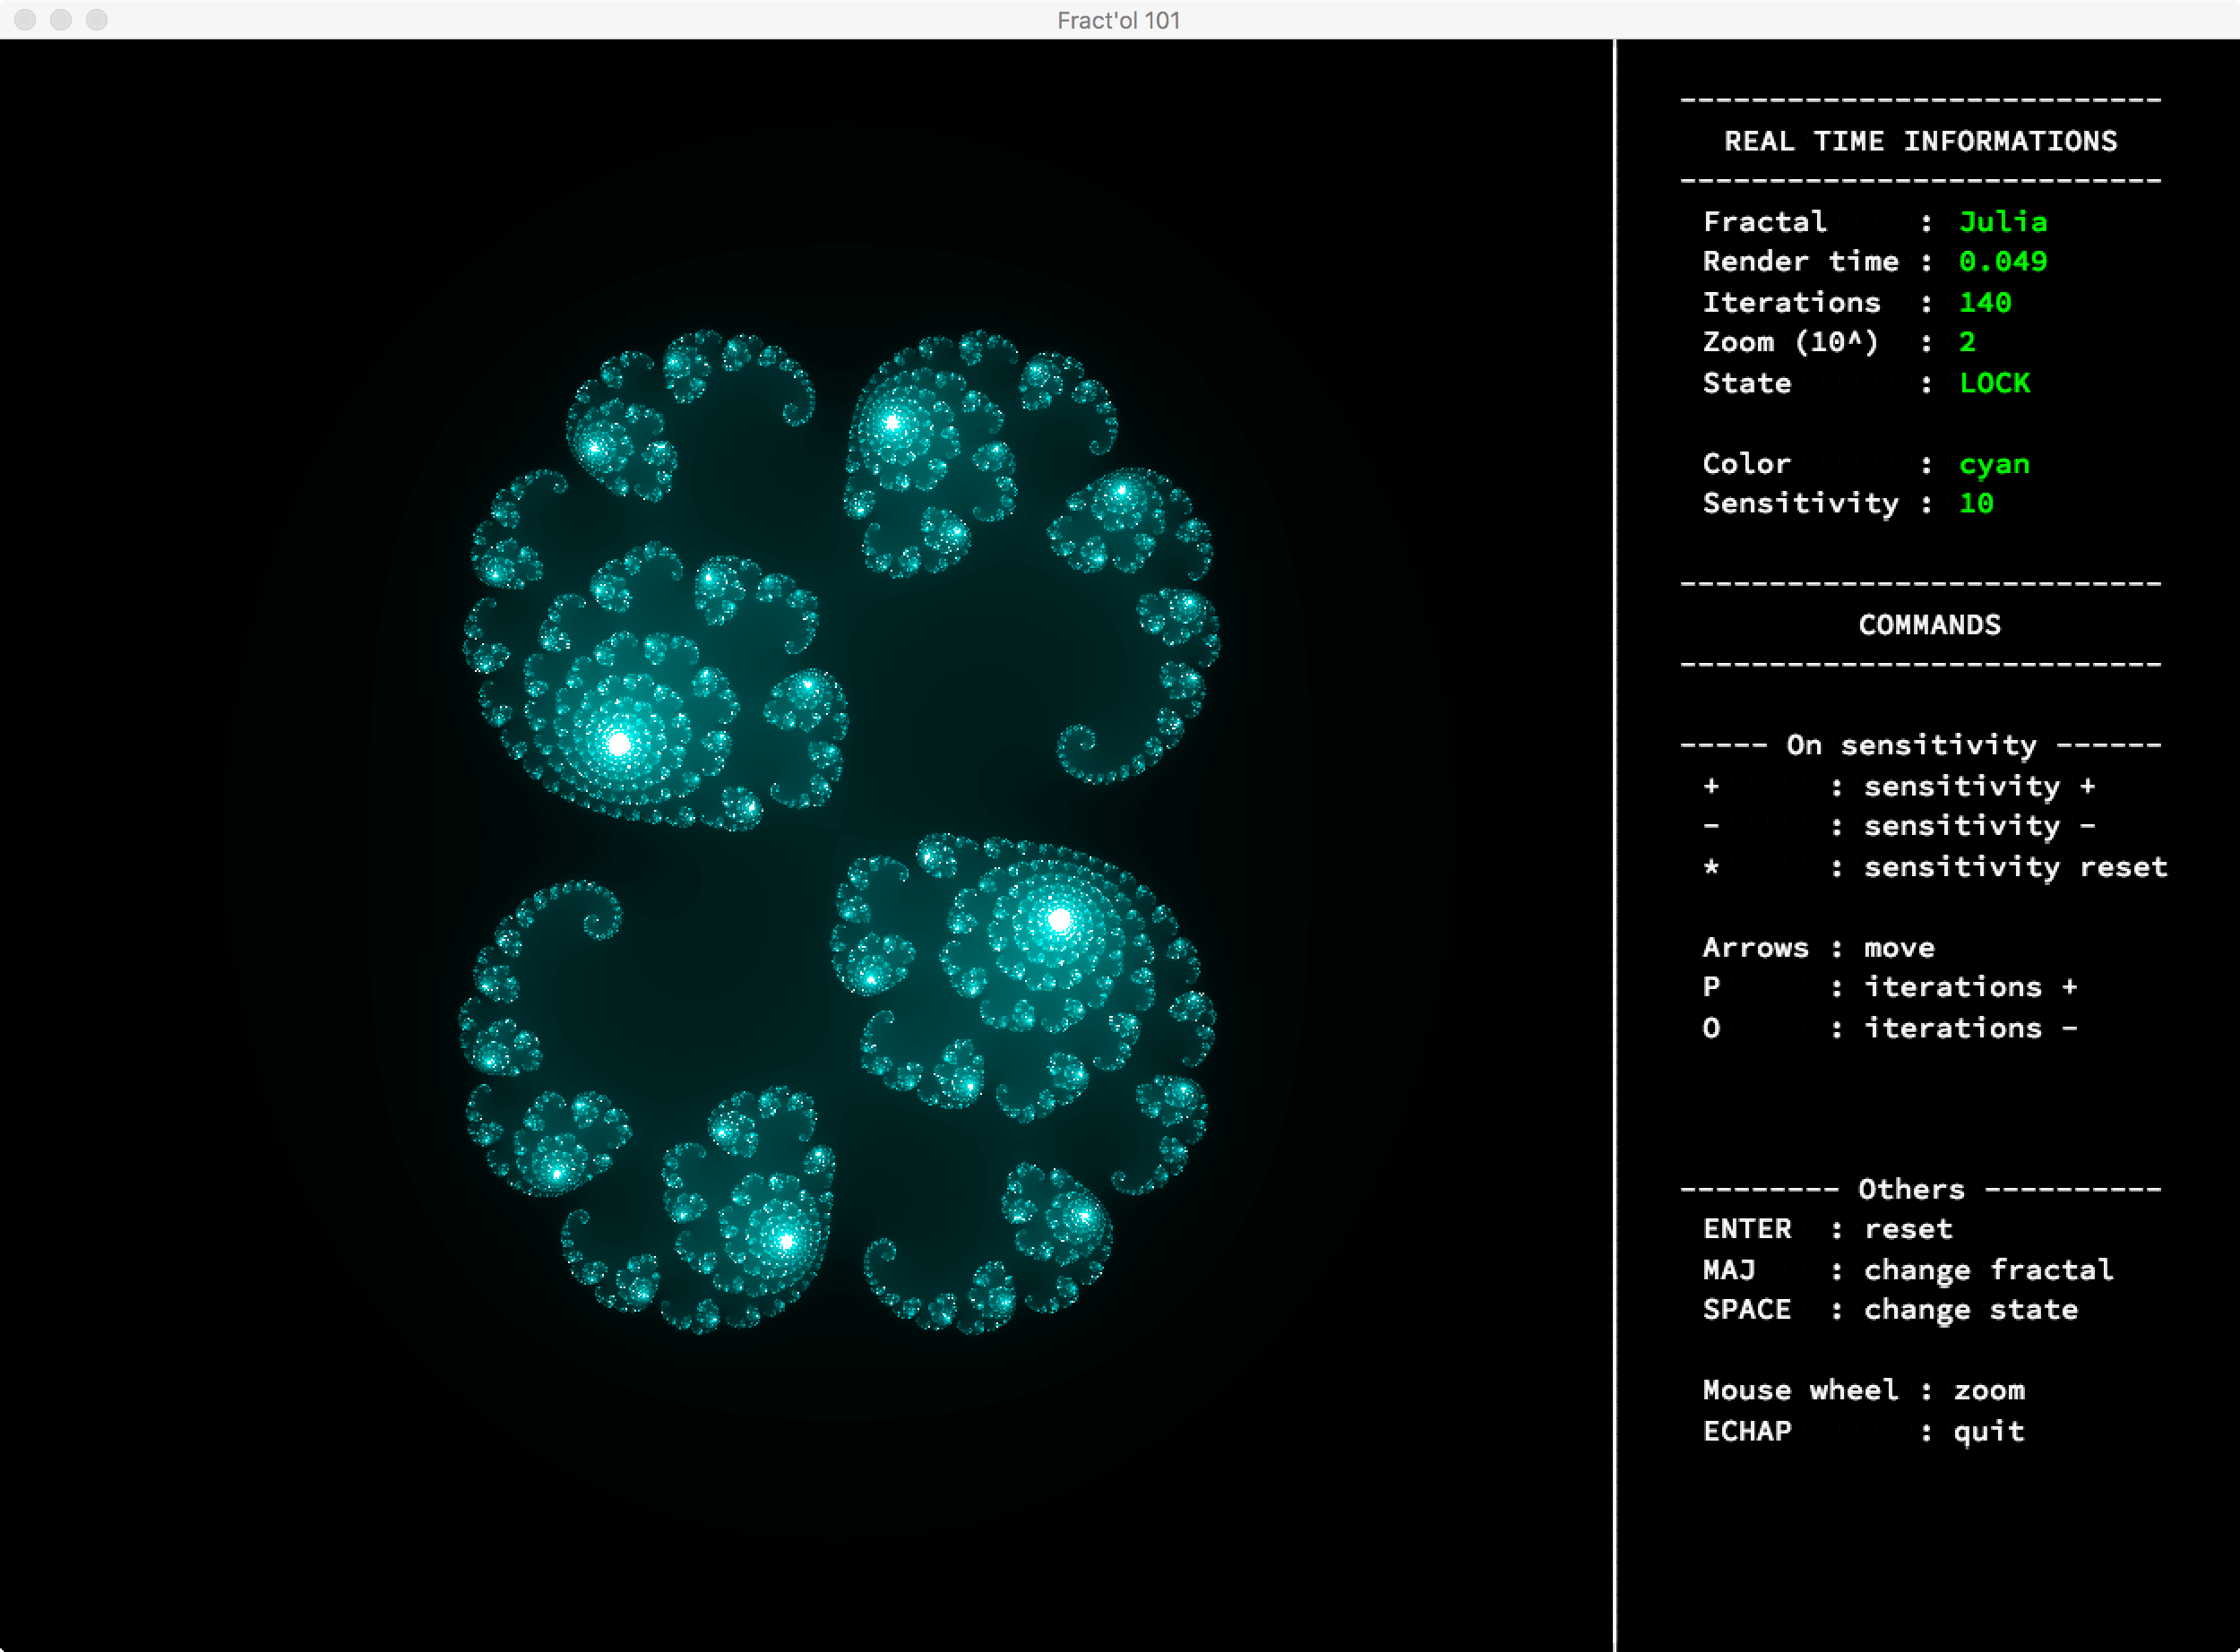 Fract'ol 101
---------------------------
REAL TIME INFORMATIONS
---------------------------
Fractal : Julia
Render time : 0.049
Iterations : 140
Zoom (10^) : 2
State : LOCK
Color : cyan
Sensitivity : 10
---------------------------
COMMANDS
---------------------------
----- On sensitivity ------
+ : sensitivity +
- : sensitivity -
* : sensitivity reset
Arrows : move
P : iterations +
O : iterations -
--------- Others ----------
ENTER : reset
MAJ : change fractal
SPACE : change state
Mouse wheel : zoom
ECHAP : quit